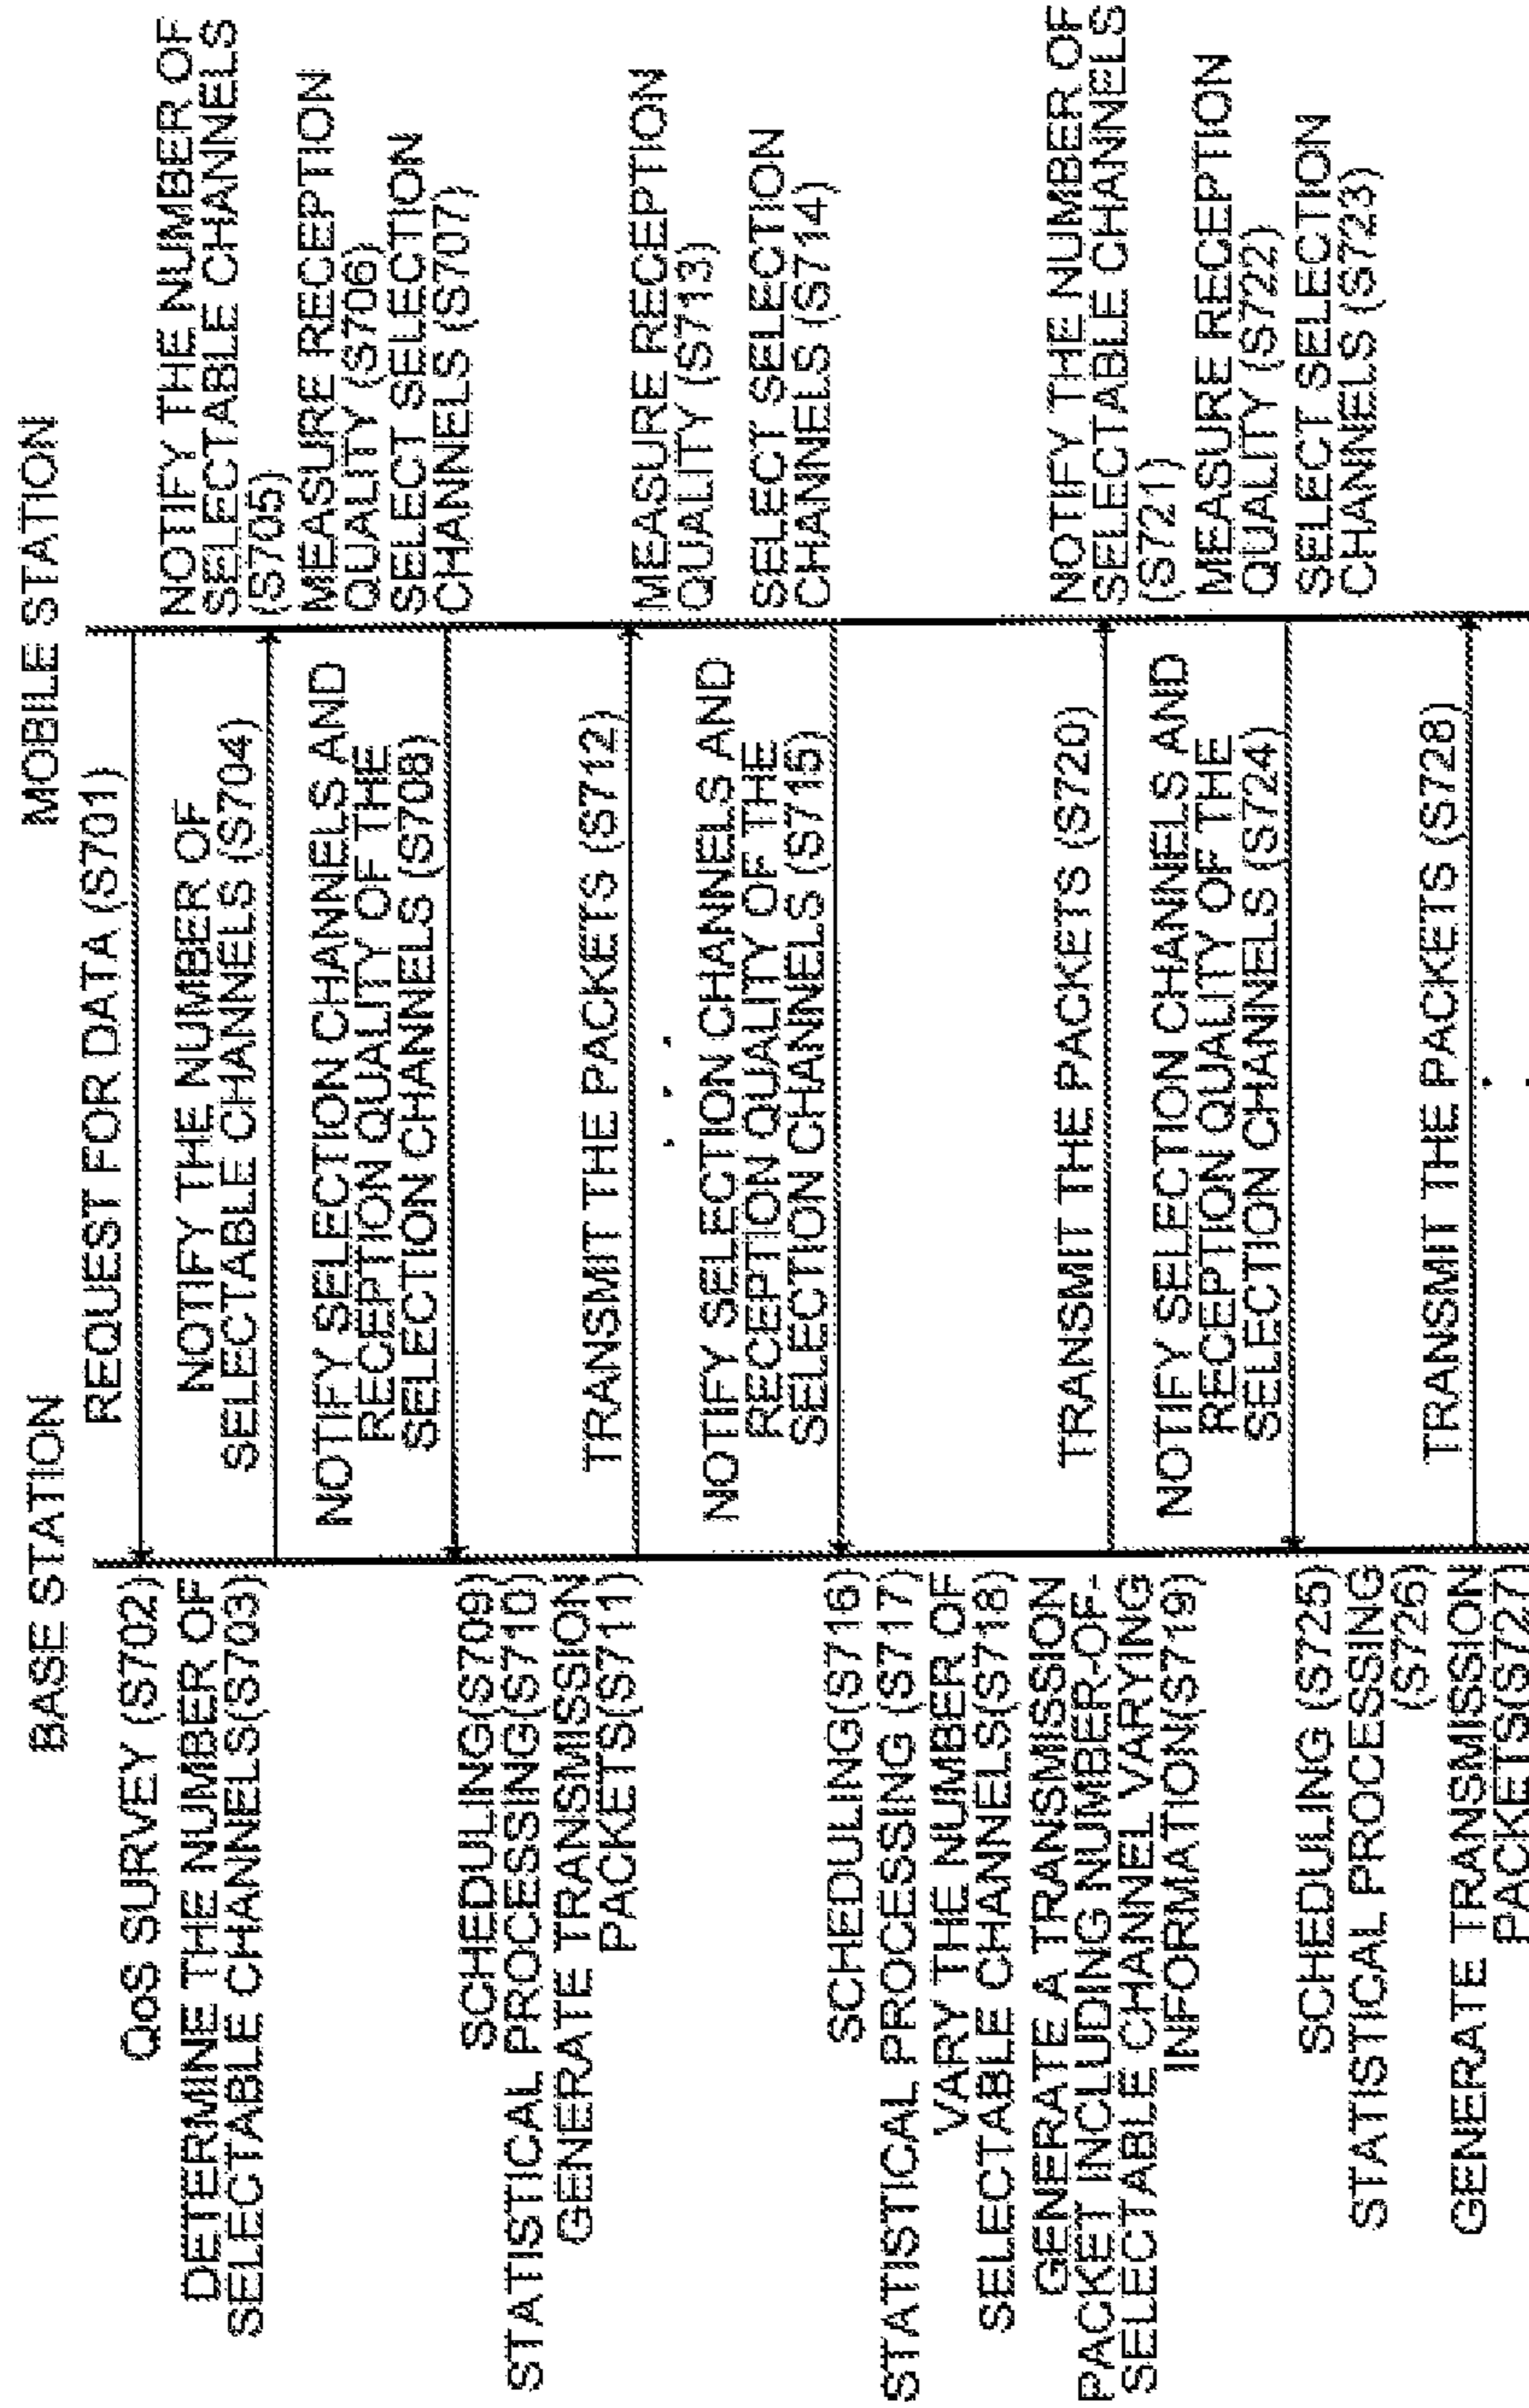 BASE STATION
MOBILE STATION
REQUEST FOR DATA (S701)
QoS SURVEY (S702)
DETERMINE THE NUMBER OF
SELECTABLE CHANNELS(S703)
NOTIFY THE NUMBER OF
SELECTABLE CHANNELS (S704)
NOTIFY THE NUMBER OF
SELECTABLE CHANNELS
(S705)
MEASURE RECEPTION
QUALITY (S706)
SELECT SELECTION
CHANNELS (S707)
NOTIFY SELECTION CHANNELS AND
RECEPTION QUALITY OF THE
SELECTION CHANNELS (S708)
SCHEDULING(S709)
STATISTICAL PROCESSING(S710)
GENERATE TRANSMISSION
PACKETS(S711)
TRANSMIT THE PACKETS (S712)
MEASURE RECEPTION
QUALITY (S713)
SELECT SELECTION
CHANNELS (S714)
NOTIFY SELECTION CHANNELS AND
RECEPTION QUALITY OF THE
SELECTION CHANNELS (S715)
SCHEDULING(S716)
STATISTICAL PROCESSING (S717)
VARY THE NUMBER OF
SELECTABLE CHANNELS(S718)
GENERATE A TRANSMISSION
PACKET INCLUDING NUMBER-OF-
SELECTABLE CHANNEL VARYING
INFORMATION(S719)
TRANSMIT THE PACKETS (S720)
NOTIFY THE NUMBER OF
SELECTABLE CHANNELS
(S721)
MEASURE RECEPTION
QUALITY (S722)
SELECT SELECTION
CHANNELS (S723)
NOTIFY SELECTION CHANNELS AND
RECEPTION QUALITY OF THE
SELECTION CHANNELS (S724)
SCHEDULING (S725)
STATISTICAL PROCESSING
(S726)
GENERATE TRANSMISSION
PACKETS(S727)
TRANSMIT THE PACKETS (S728)